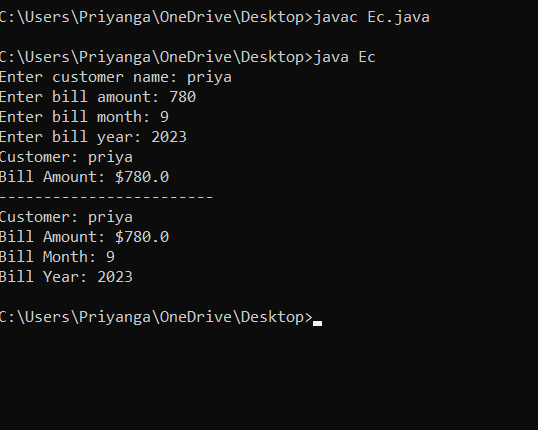 C:\Users\Priyanga\OneDrive\Desktop>javac Ec.java
C:\Users\Priyanga\OneDrive\Desktop>java Ec
Enter customer name: priya
Enter bill amount: 780
Enter bill month: 9
Enter bill year: 2023
Customer: priya
Bill Amount: $780.0
------------------------
Customer: priya
Bill Amount: $780.0
Bill Month: 9
Bill Year: 2023
C:\Users\Priyanga\OneDrive\Desktop>